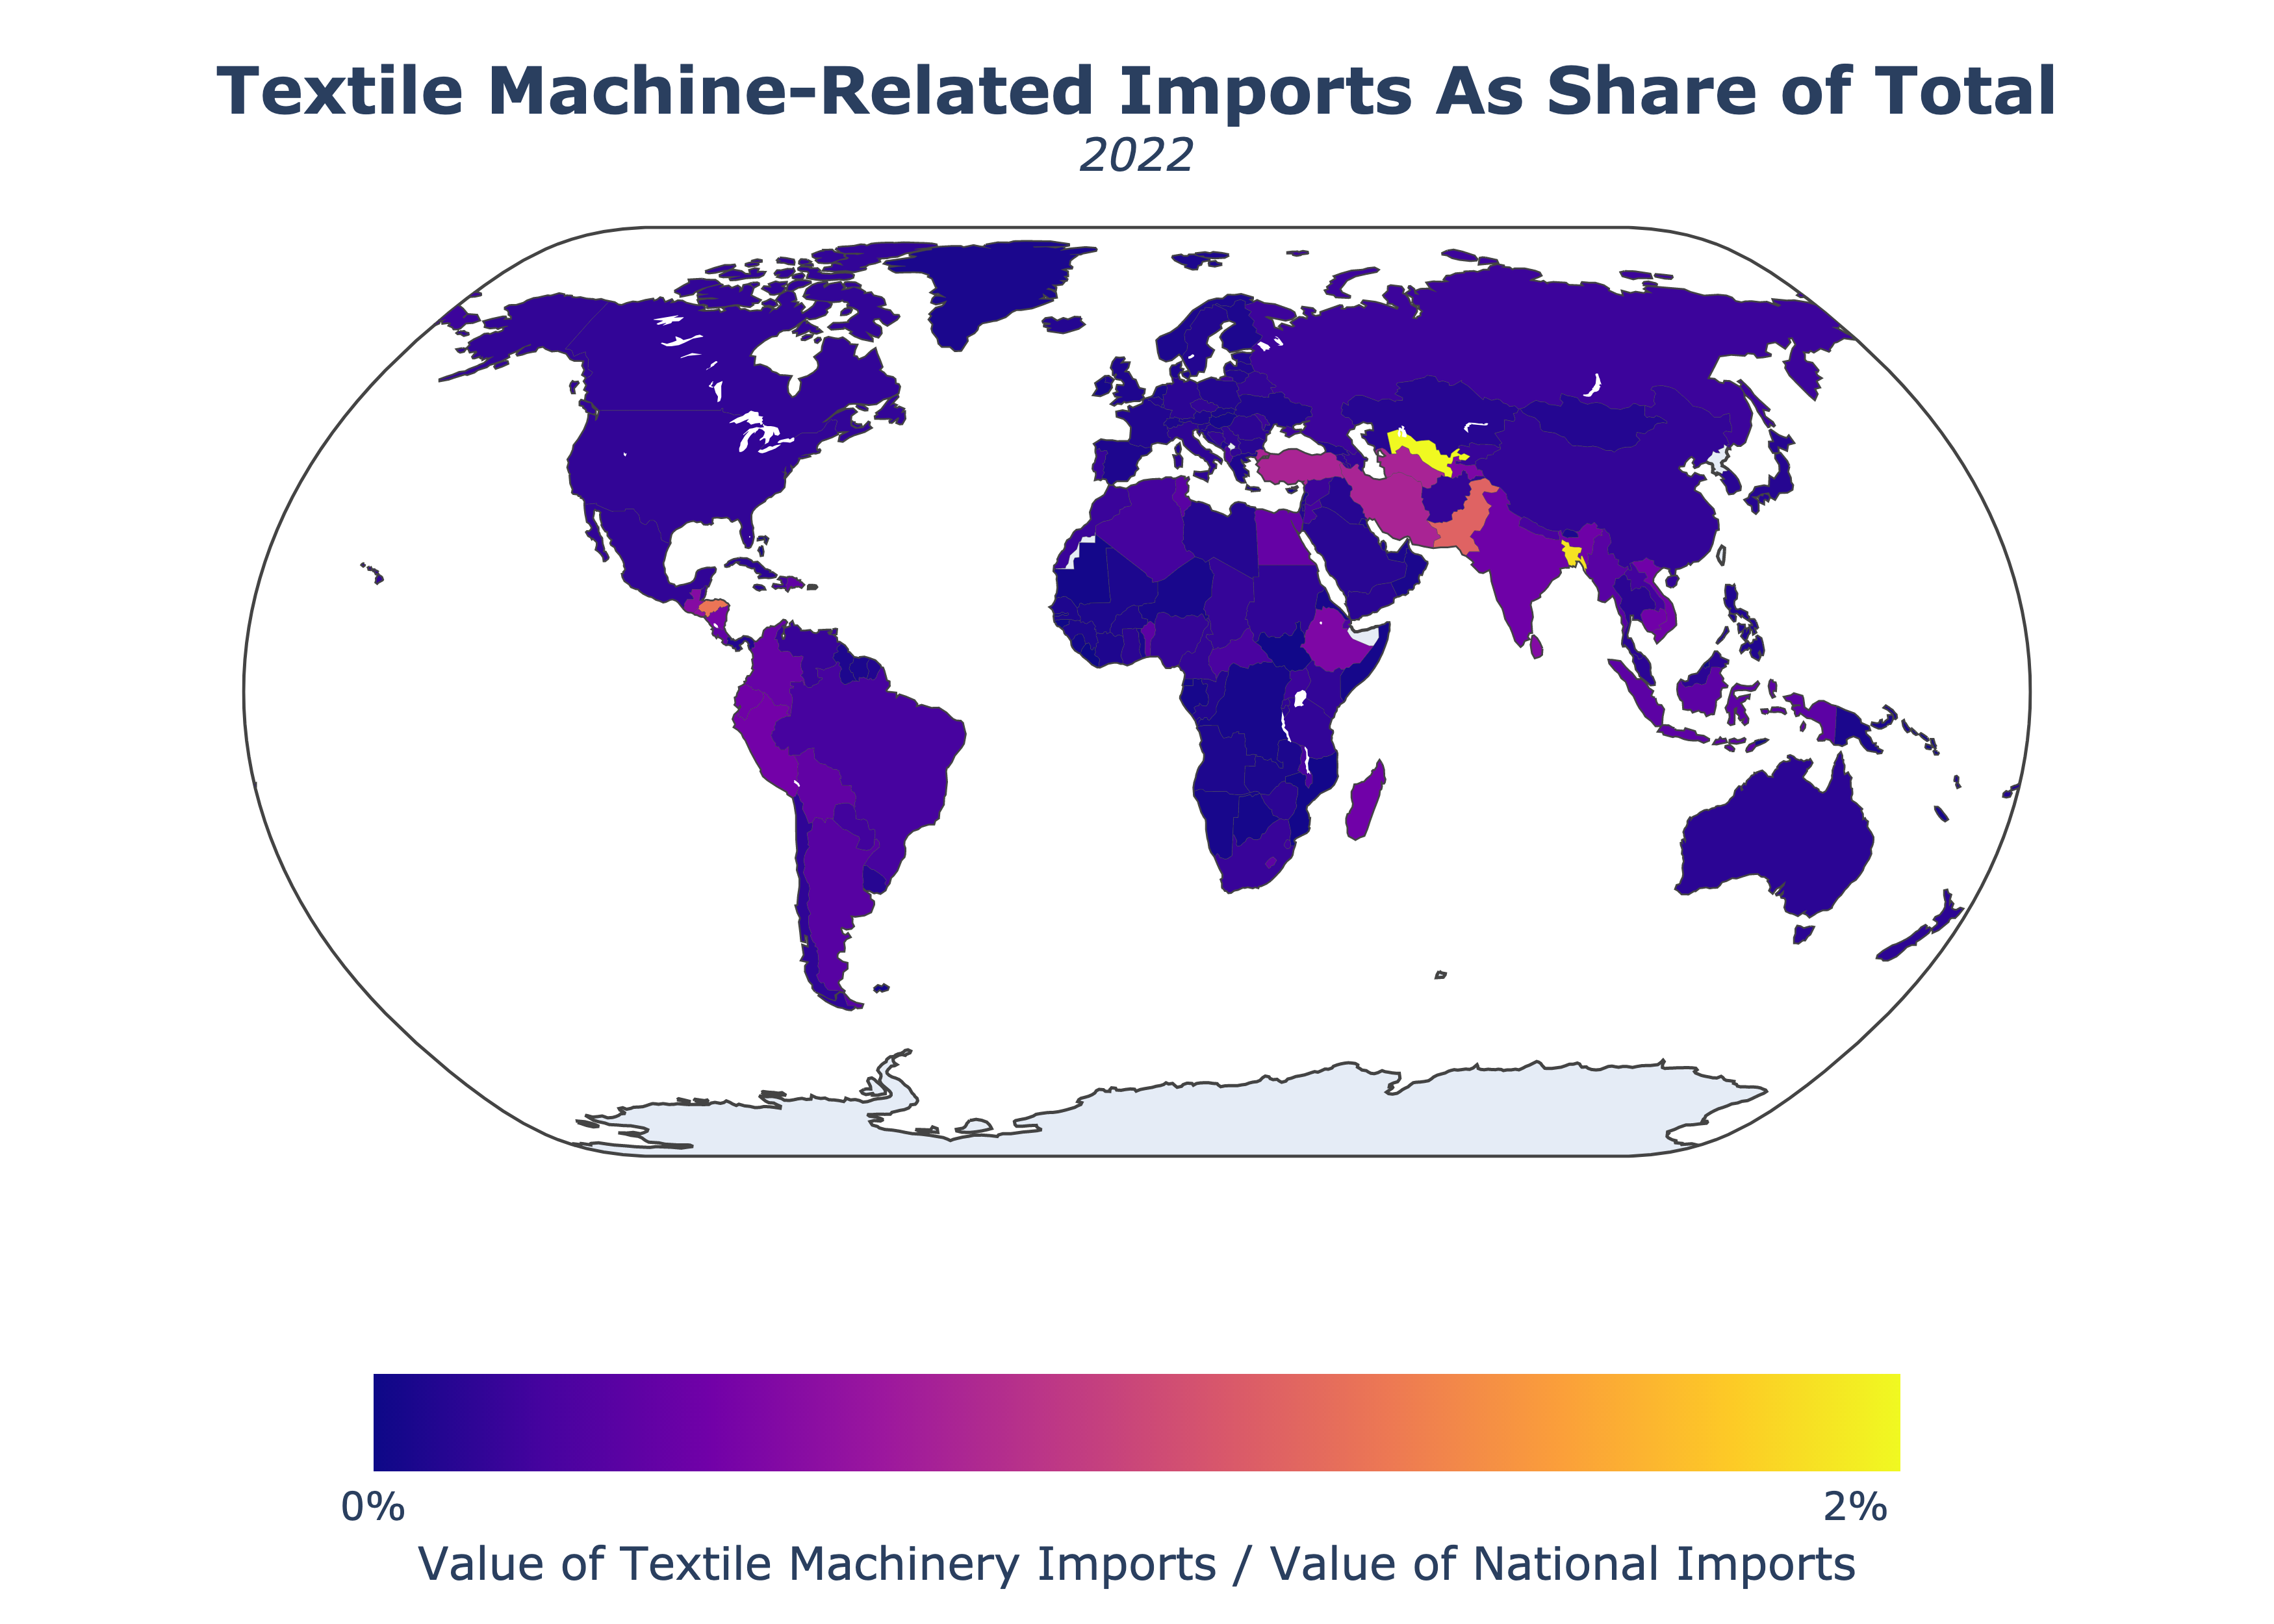 Textile Machine-Related Imports As Share of Total
2022
0% 2%
Value of Textile Machinery Imports / Value of National Imports